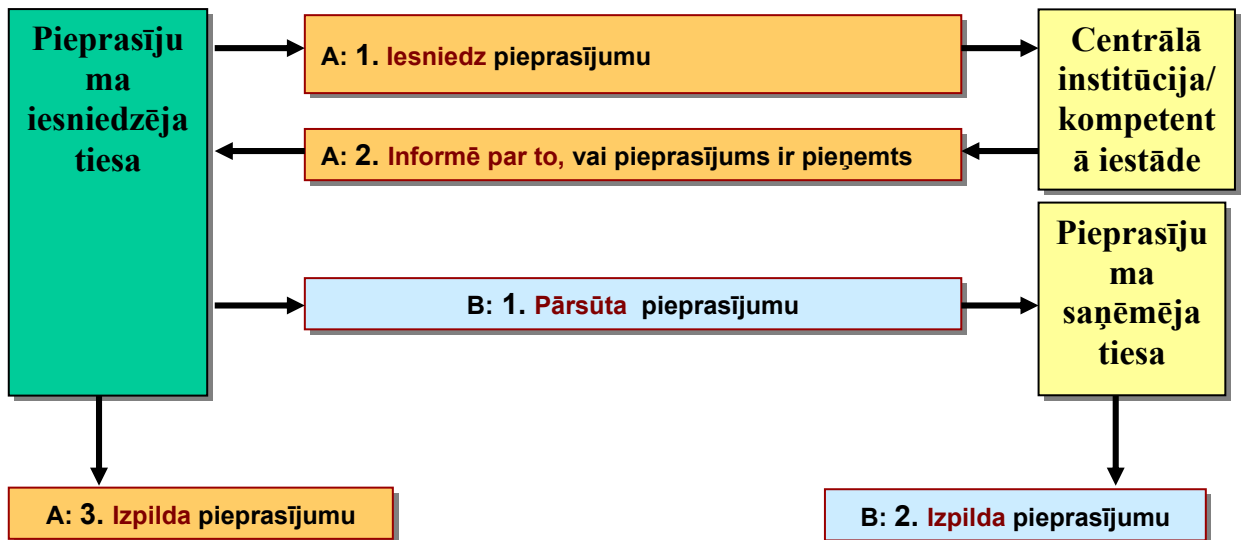 Pieprasīju
ma
iesniedzēja
tiesa
A: 1. Iesniedz pieprasījumu
Centrālā
institūcija/
kompetent
ā iestāde
A: 2. Informē par to, vai pieprasījums ir pieņemts
B: 1. Pārsūta pieprasījumu
Pieprasīju
ma
saņēmēja
tiesa
A: 3. Izpilda pieprasījumu
B: 2. Izpilda pieprasījumu